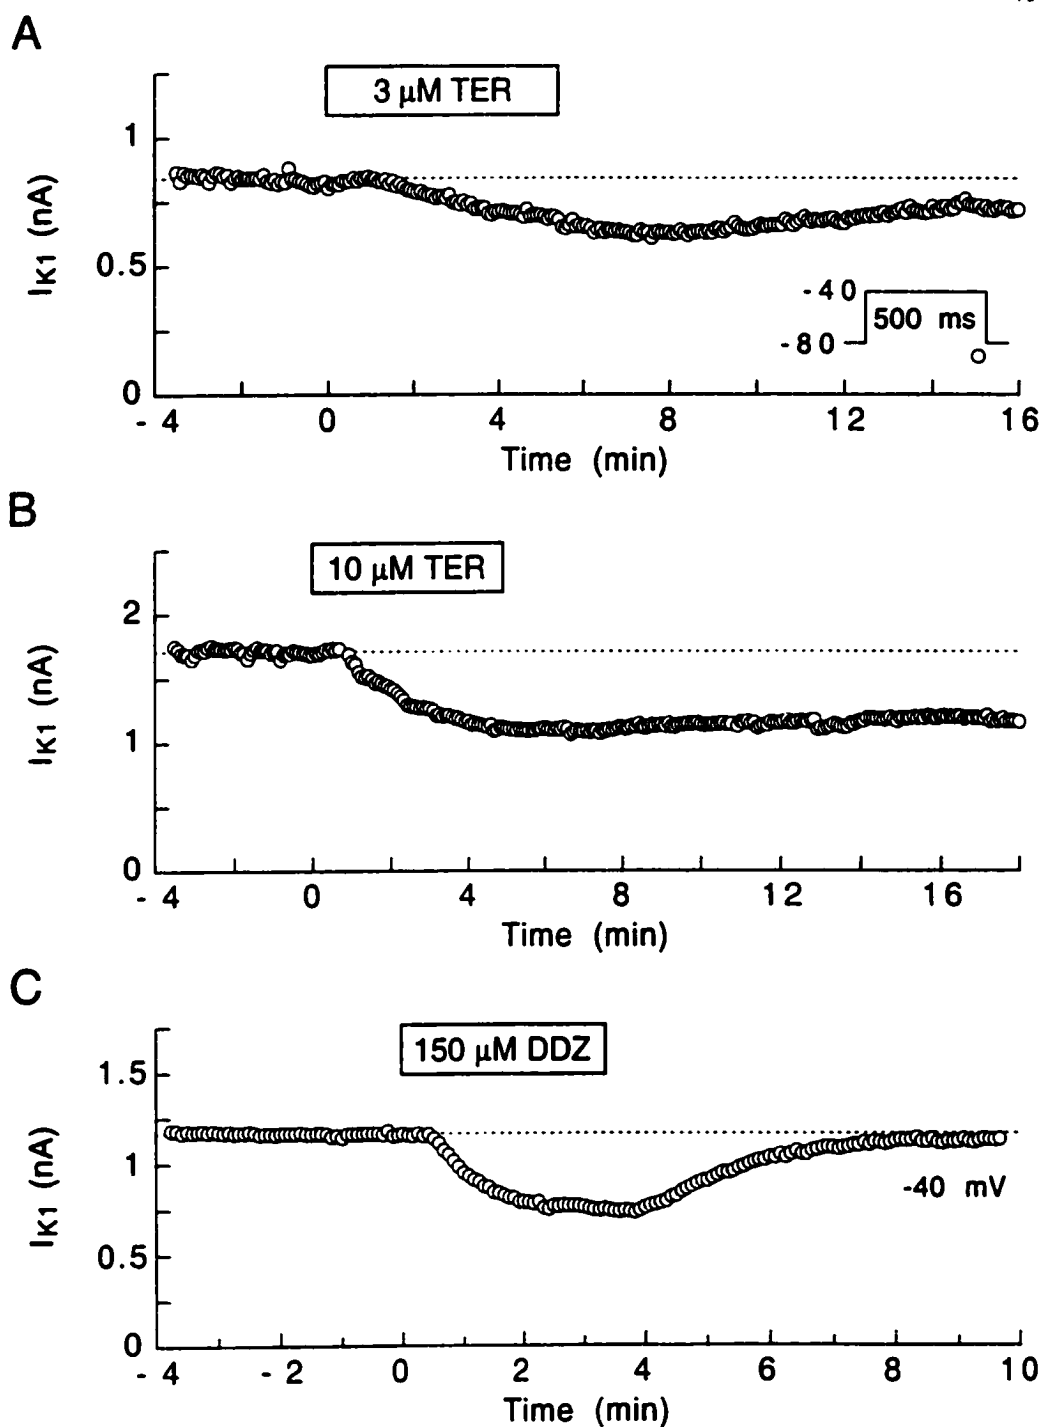 A
3 µM TER
1
0.5
0
IK1 (nA)
-40
500 ms
-80
-4 0 4 8 12 16
Time (min)
B
10 µM TER
2
1
0
IK1 (nA)
-4 0 4 8 12 16
Time (min)
C
150 µM DDZ
1.5
1
0.5
0
IK1 (nA)
-40 mV
-4 -2 0 2 4 6 8 10
Time (min)